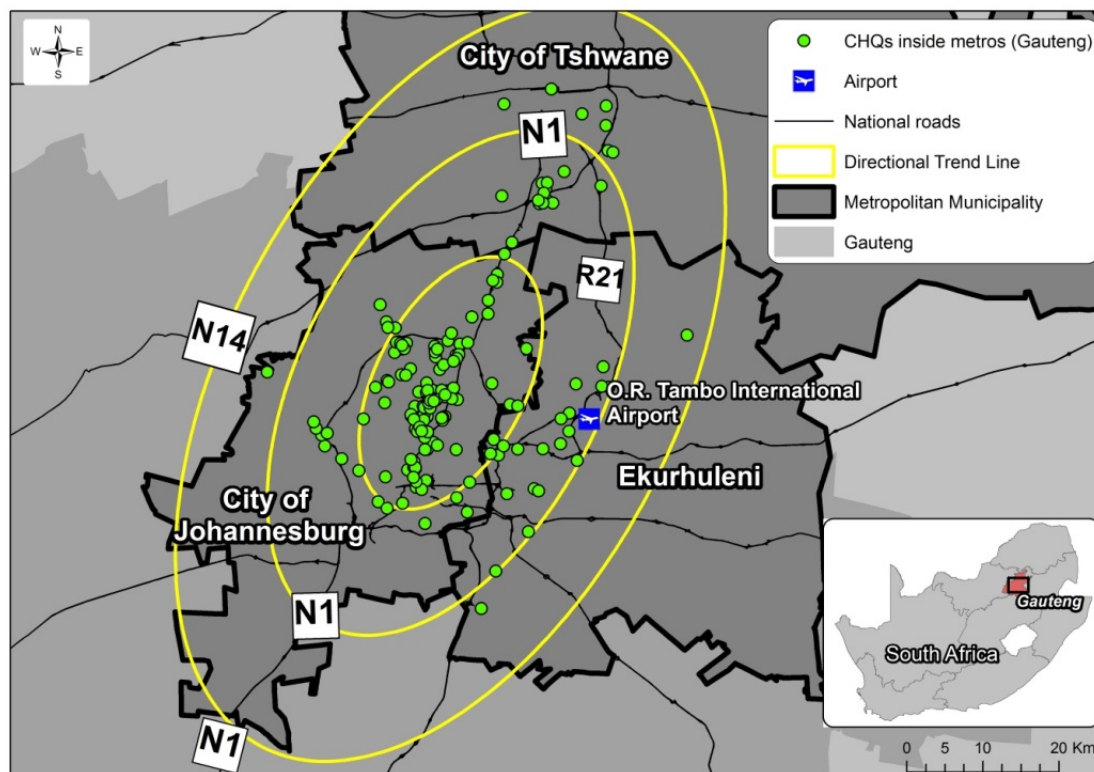 N
W E
S
City of Tshwane
CHQs inside metros (Gauteng)
Airport
National roads
Directional Trend Line
Metropolitan Municipality
Gauteng
N1
R21
N14
O.R. Tambo International
Airport
Ekurhuleni
City of
Johannesburg
N1
N1
Gauteng
South Africa
0 5 10 20 Km